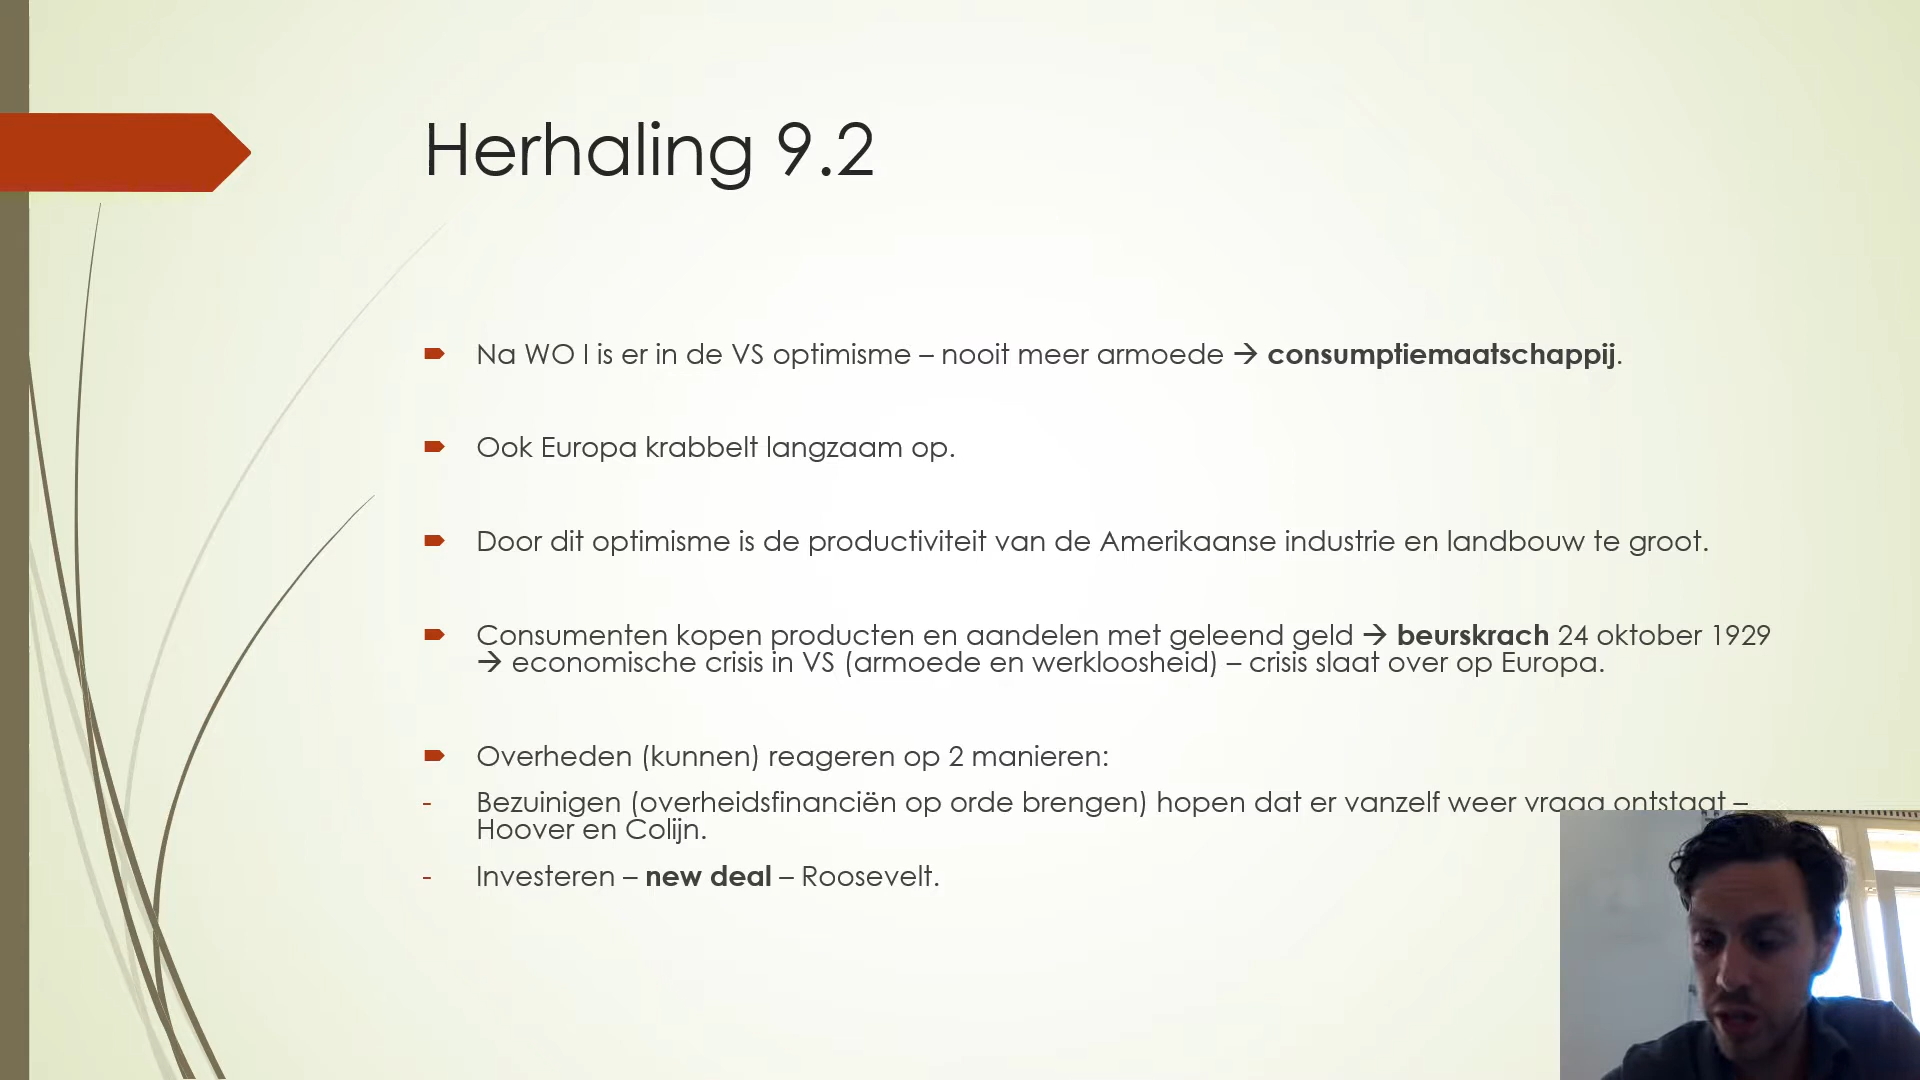 Herhaling 9.2
Na WO I is er in de VS optimisme – nooit meer armoede → consumptiemaatschappij.
Ook Europa krabbelt langzaam op.
Door dit optimisme is de productiviteit van de Amerikaanse industrie en landbouw te groot.
Consumenten kopen producten en aandelen met geleend geld → beurskrach 24 oktober 1929
→ economische crisis in VS (armoede en werkloosheid) – crisis slaat over op Europa.
Overheden (kunnen) reageren op 2 manieren:
- Bezuinigen (overheidsfinanciën op orde brengen) hopen dat er vanzelf weer vraag ontstaat –
Hoover en Colijn.
- Investeren – new deal – Roosevelt.